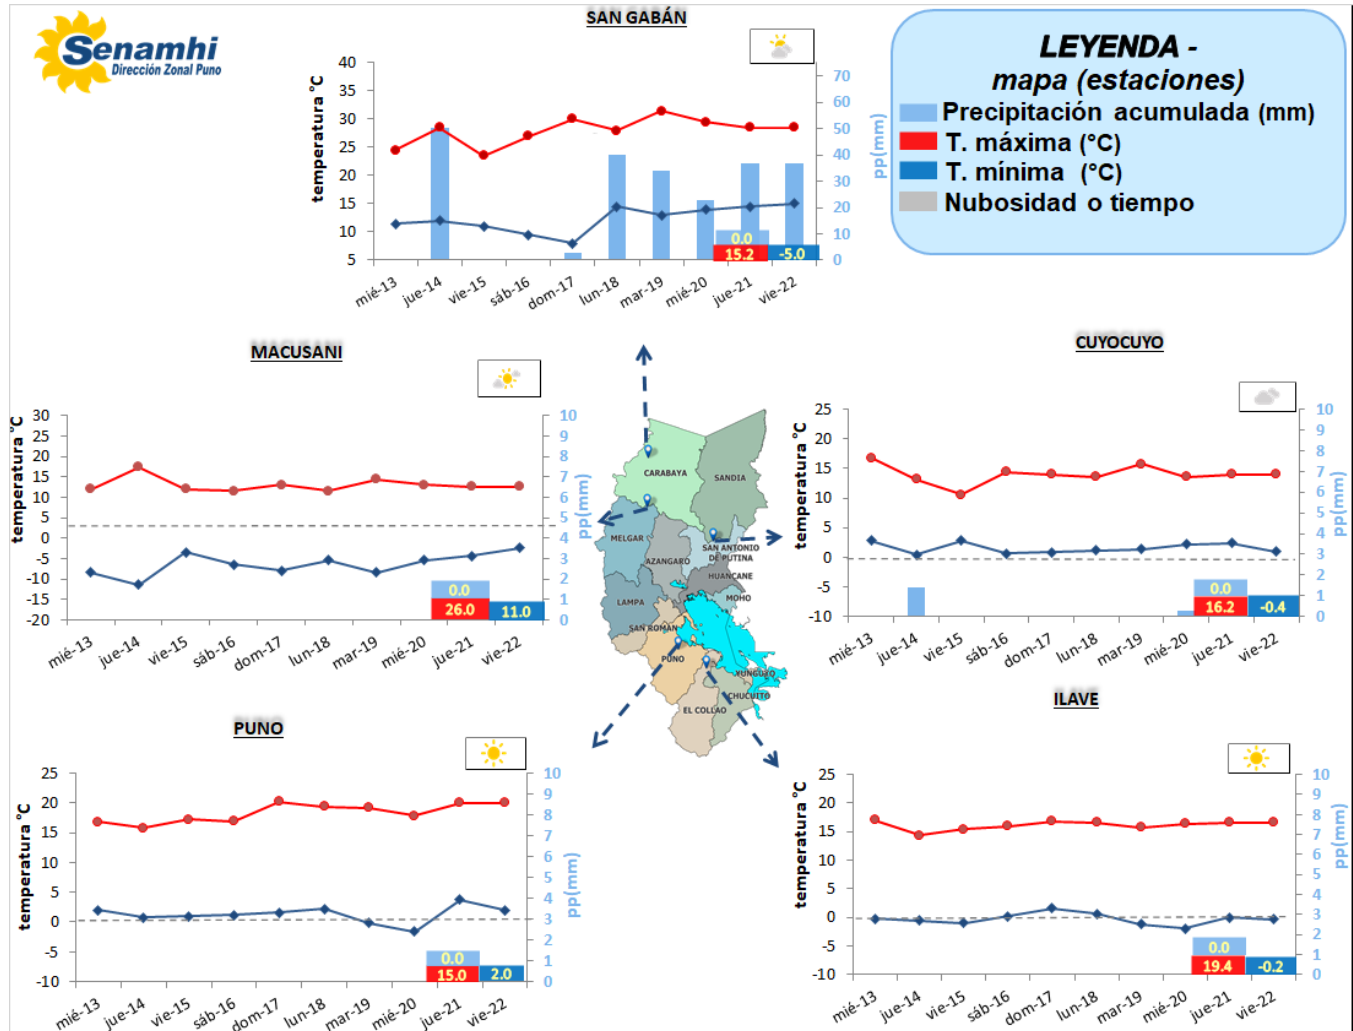 Senamhi
Dirección Zonal Puno
SAN GABÁN
LEYENDA -
mapa (estaciones)
Precipitación acumulada (mm)
T. máxima (°C)
T. mínima (°C)
Nubosidad o tiempo
temperatura °C
40
35
30
25
20
15
10
5
70
60
50
40
30
20
10
0
pp(mm)
0.0
15.2 -5.0
mié-13 jue-14 vie-15 sáb-16 dom-17 lun-18 mar-19 mié-20 jue-21 vie-22
MACUSANI
temperatura °C
30
25
20
15
10
5
0
-5
-10
-15
-20
10
9
8
7
6
5
4
3
2
1
0
pp(mm)
0.0
26.0 11.0
mié-13 jue-14 vie-15 sáb-16 dom-17 lun-18 mar-19 mié-20 jue-21 vie-22
CARABAYA
SANDIA
MELGAR
SAN ANTONIO
DE PUTINA
AZANGARO
HUANCANE
LAMPA
MOHO
SAN ROMAN
PUNO
YUNGUYO
CHUCUITO
EL COLLAO
CUYOCUYO
temperatura °C
25
20
15
10
5
0
-5
-10
10
9
8
7
6
5
4
3
2
1
0
pp(mm)
0.0
16.2 -0.4
mié-13 jue-14 vie-15 sáb-16 dom-17 lun-18 mar-19 mié-20 jue-21 vie-22
PUNO
temperatura °C
25
20
15
10
5
0
-5
-10
10
9
8
7
6
5
4
3
2
1
0
pp(mm)
0.0
15.0 2.0
mié-13 jue-14 vie-15 sáb-16 dom-17 lun-18 mar-19 mié-20 jue-21 vie-22
ILAVE
temperatura °C
25
20
15
10
5
0
-5
-10
10
9
8
7
6
5
4
3
2
1
0
pp(mm)
0.0
19.4 -0.2
mié-13 jue-14 vie-15 sáb-16 dom-17 lun-18 mar-19 mié-20 jue-21 vie-22